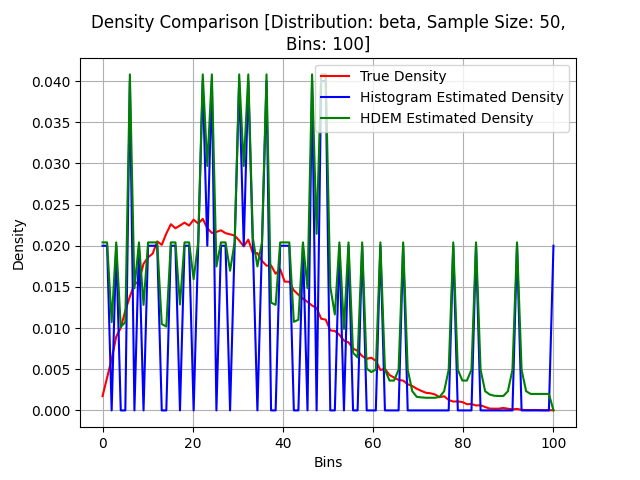 Density Comparison [Distribution: beta, Sample Size: 50,
Bins: 100]
True Density
Histogram Estimated Density
HDEM Estimated Density
Density
0.040
0.035
0.030
0.025
0.020
0.015
0.010
0.005
0.000
0 20 40 60 80 100
Bins